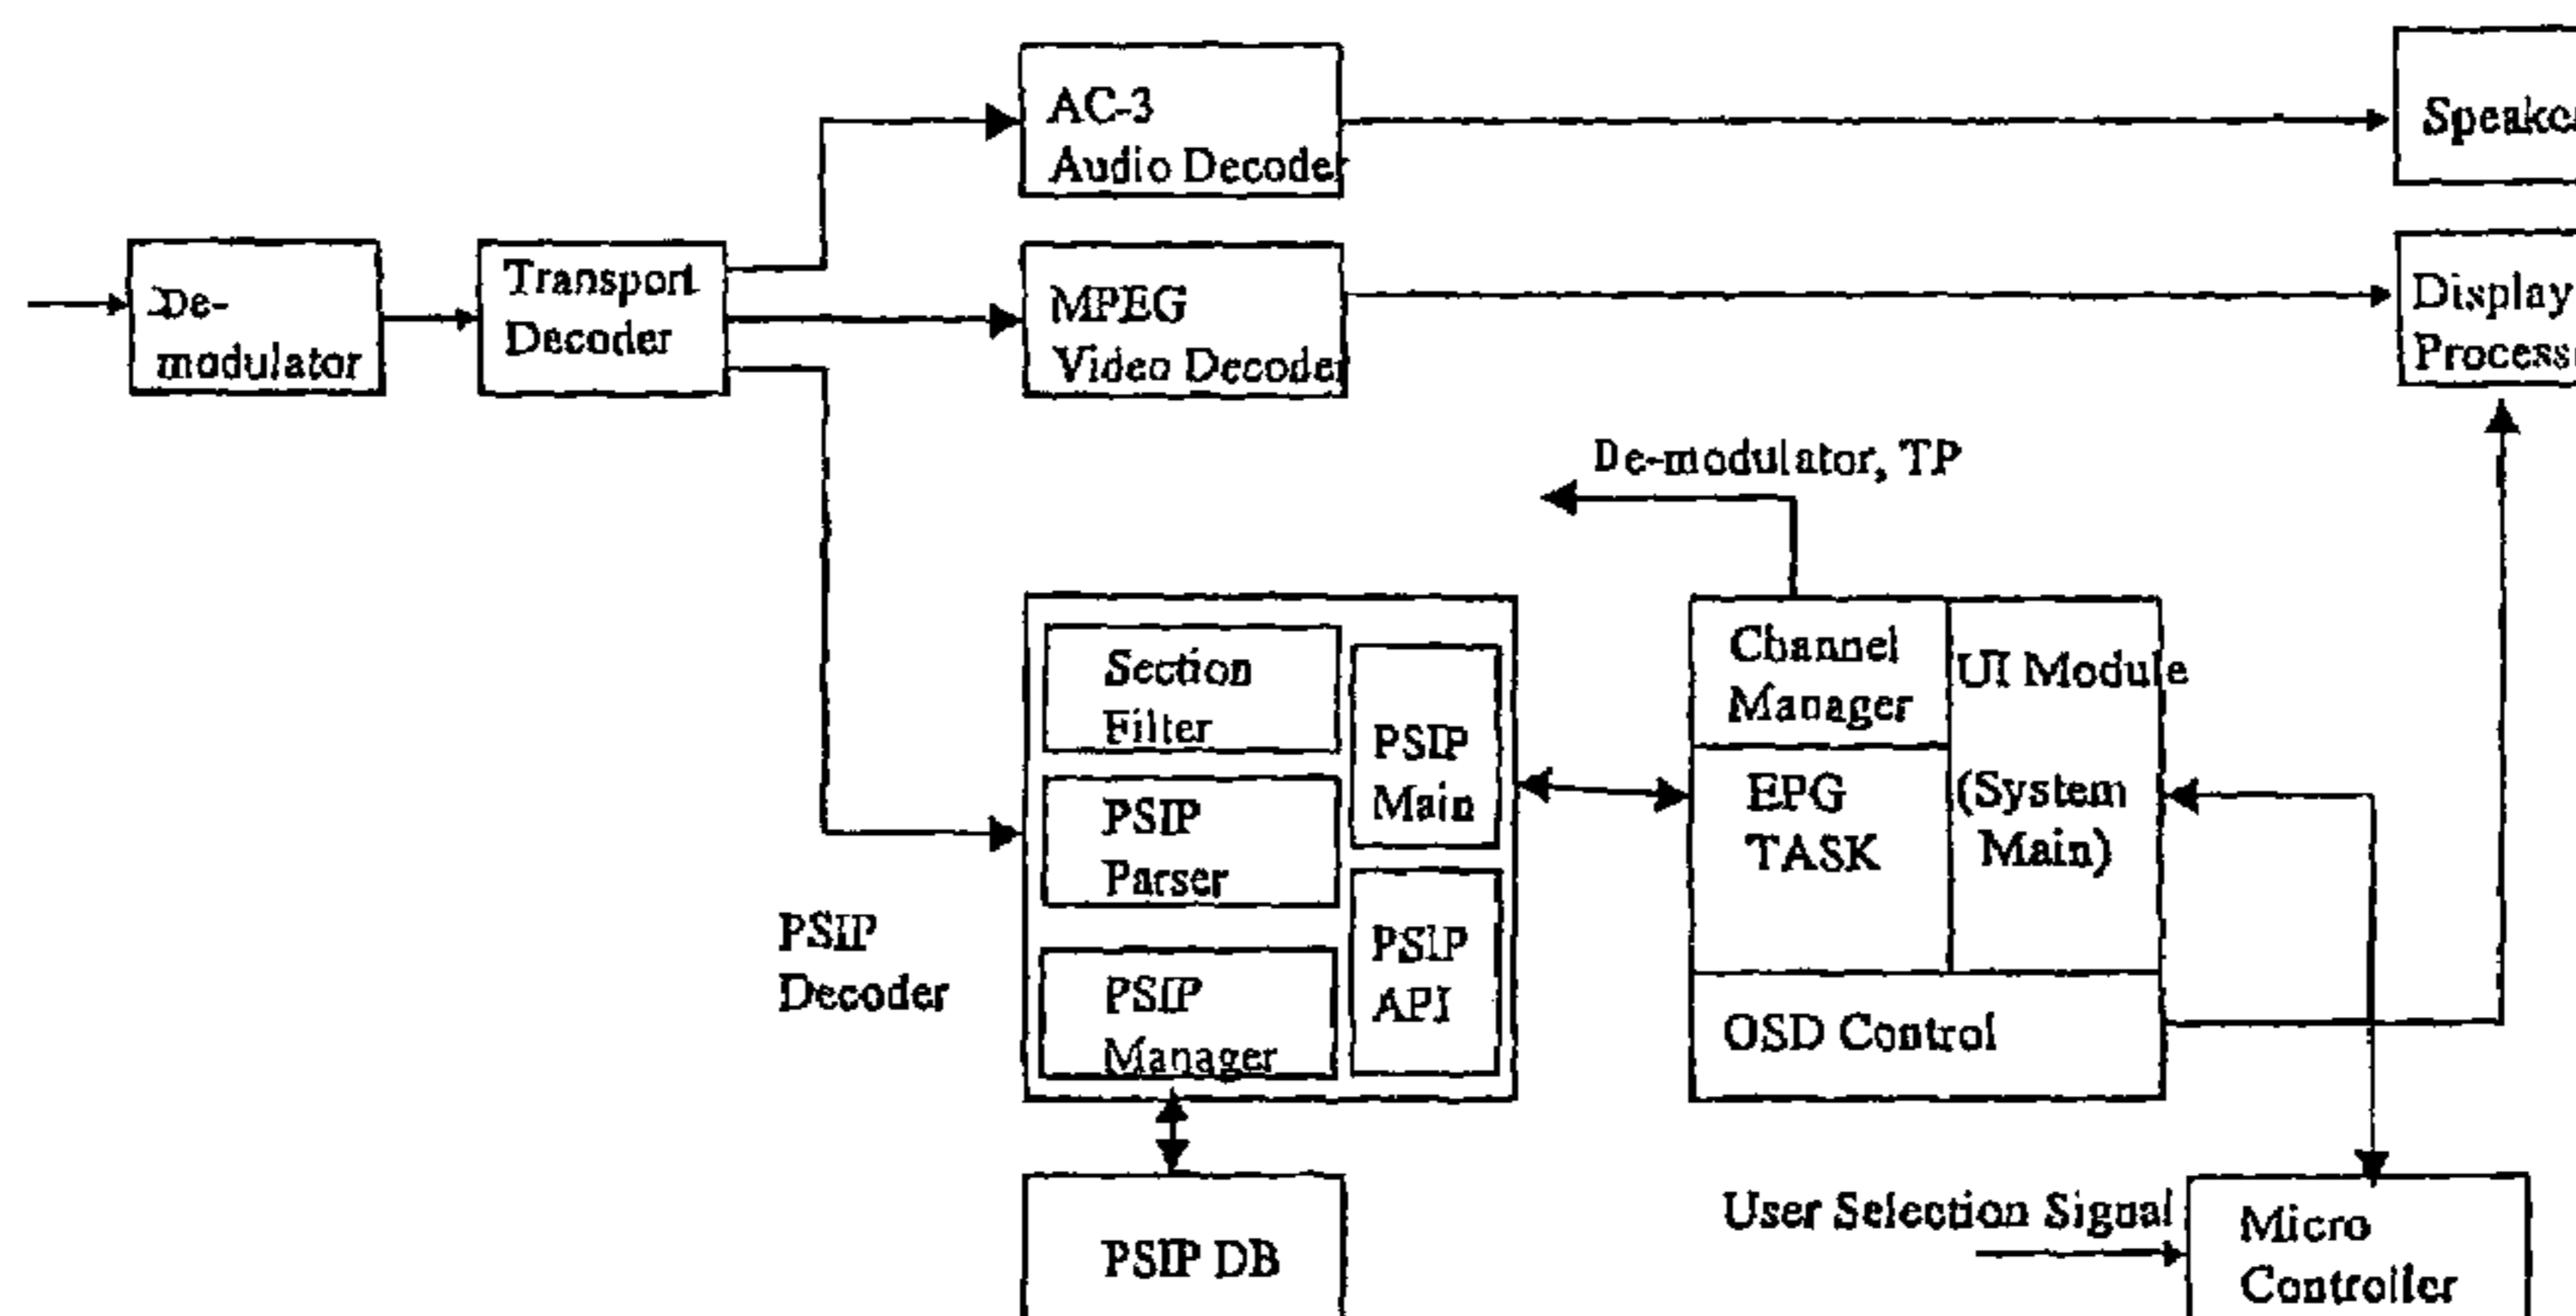 AC-3
Audio Decoder
De-
modulator
Transport
Decoder
MPEG
Video Decoder
Display
De-modulator, TP
Section
Filter
PSIP
Parser
PSIP
Manager
PSIP
Main
PSIP
API
PSIP
Decoder
Channel
Manager
EPG
TASK
UI Module
(System
Main)
OSD Control
PSIP DB
User Selection Signal
Micro
Controller